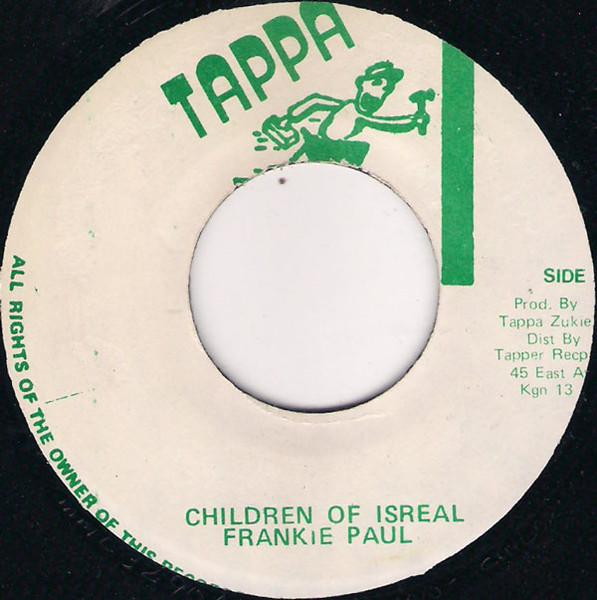 TAPPA
SIDE
Prod. By
Tappa Zukie
Dist By
Tapper Recp
45 East A
Kgn 13
ALL RIGHTS OF THE OWNER OF THIS RECOR
CHILDREN OF ISREAL
FRANKiE PAUL